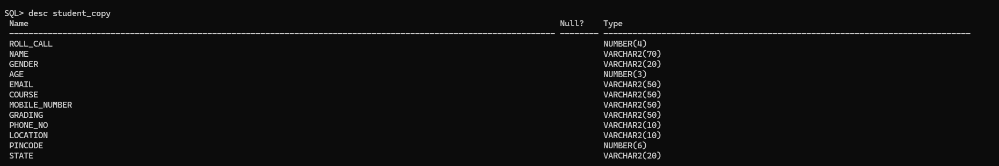 SQL> desc student_copy
Name Null? Type
----------------------------------------------------------------------------------------------------------------- -------- ----------------------------------------------------------------------------
ROLL_CALL NUMBER(4)
NAME VARCHAR2(70)
GENDER VARCHAR2(20)
AGE NUMBER(3)
EMAIL VARCHAR2(50)
COURSE VARCHAR2(50)
MOBILE_NUMBER VARCHAR2(50)
GRADING VARCHAR2(50)
PHONE_NO VARCHAR2(10)
LOCATION VARCHAR2(10)
PINCODE NUMBER(6)
STATE VARCHAR2(20)